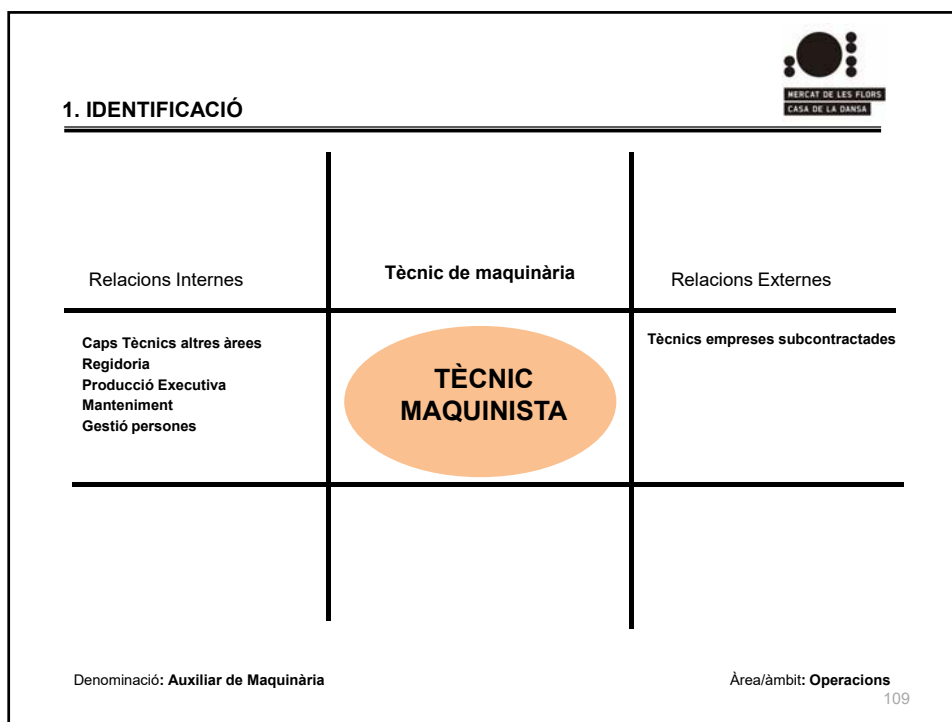 MERCAT DE LES FLORS
CASA DE LA DANSA
1. IDENTIFICACIÓ
Relacions Internes
Tècnic de maquinària
Relacions Externes
Caps Tècnics altres àrees
Regidoria
Producció Executiva
Manteniment
Gestió persones
TÈCNIC
MAQUINISTA
Tècnics empreses subcontractades
Denominació: Auxiliar de Maquinària
Àrea/àmbit: Operacions
109